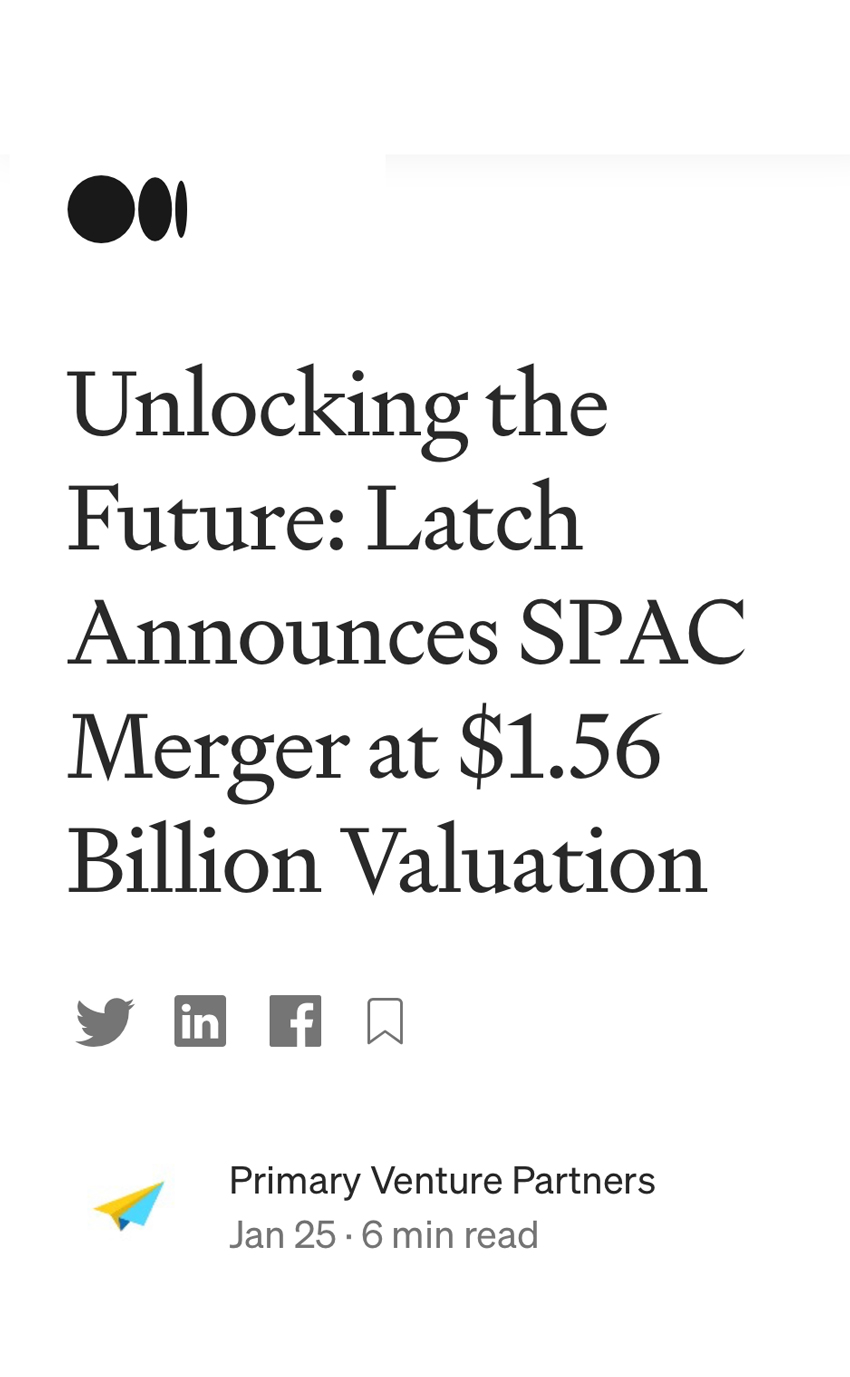 Unlocking the
Future: Latch
Announces SPAC
Merger at $1.56
Billion Valuation
in
Primary Venture Partners
Jan 25 · 6 min read